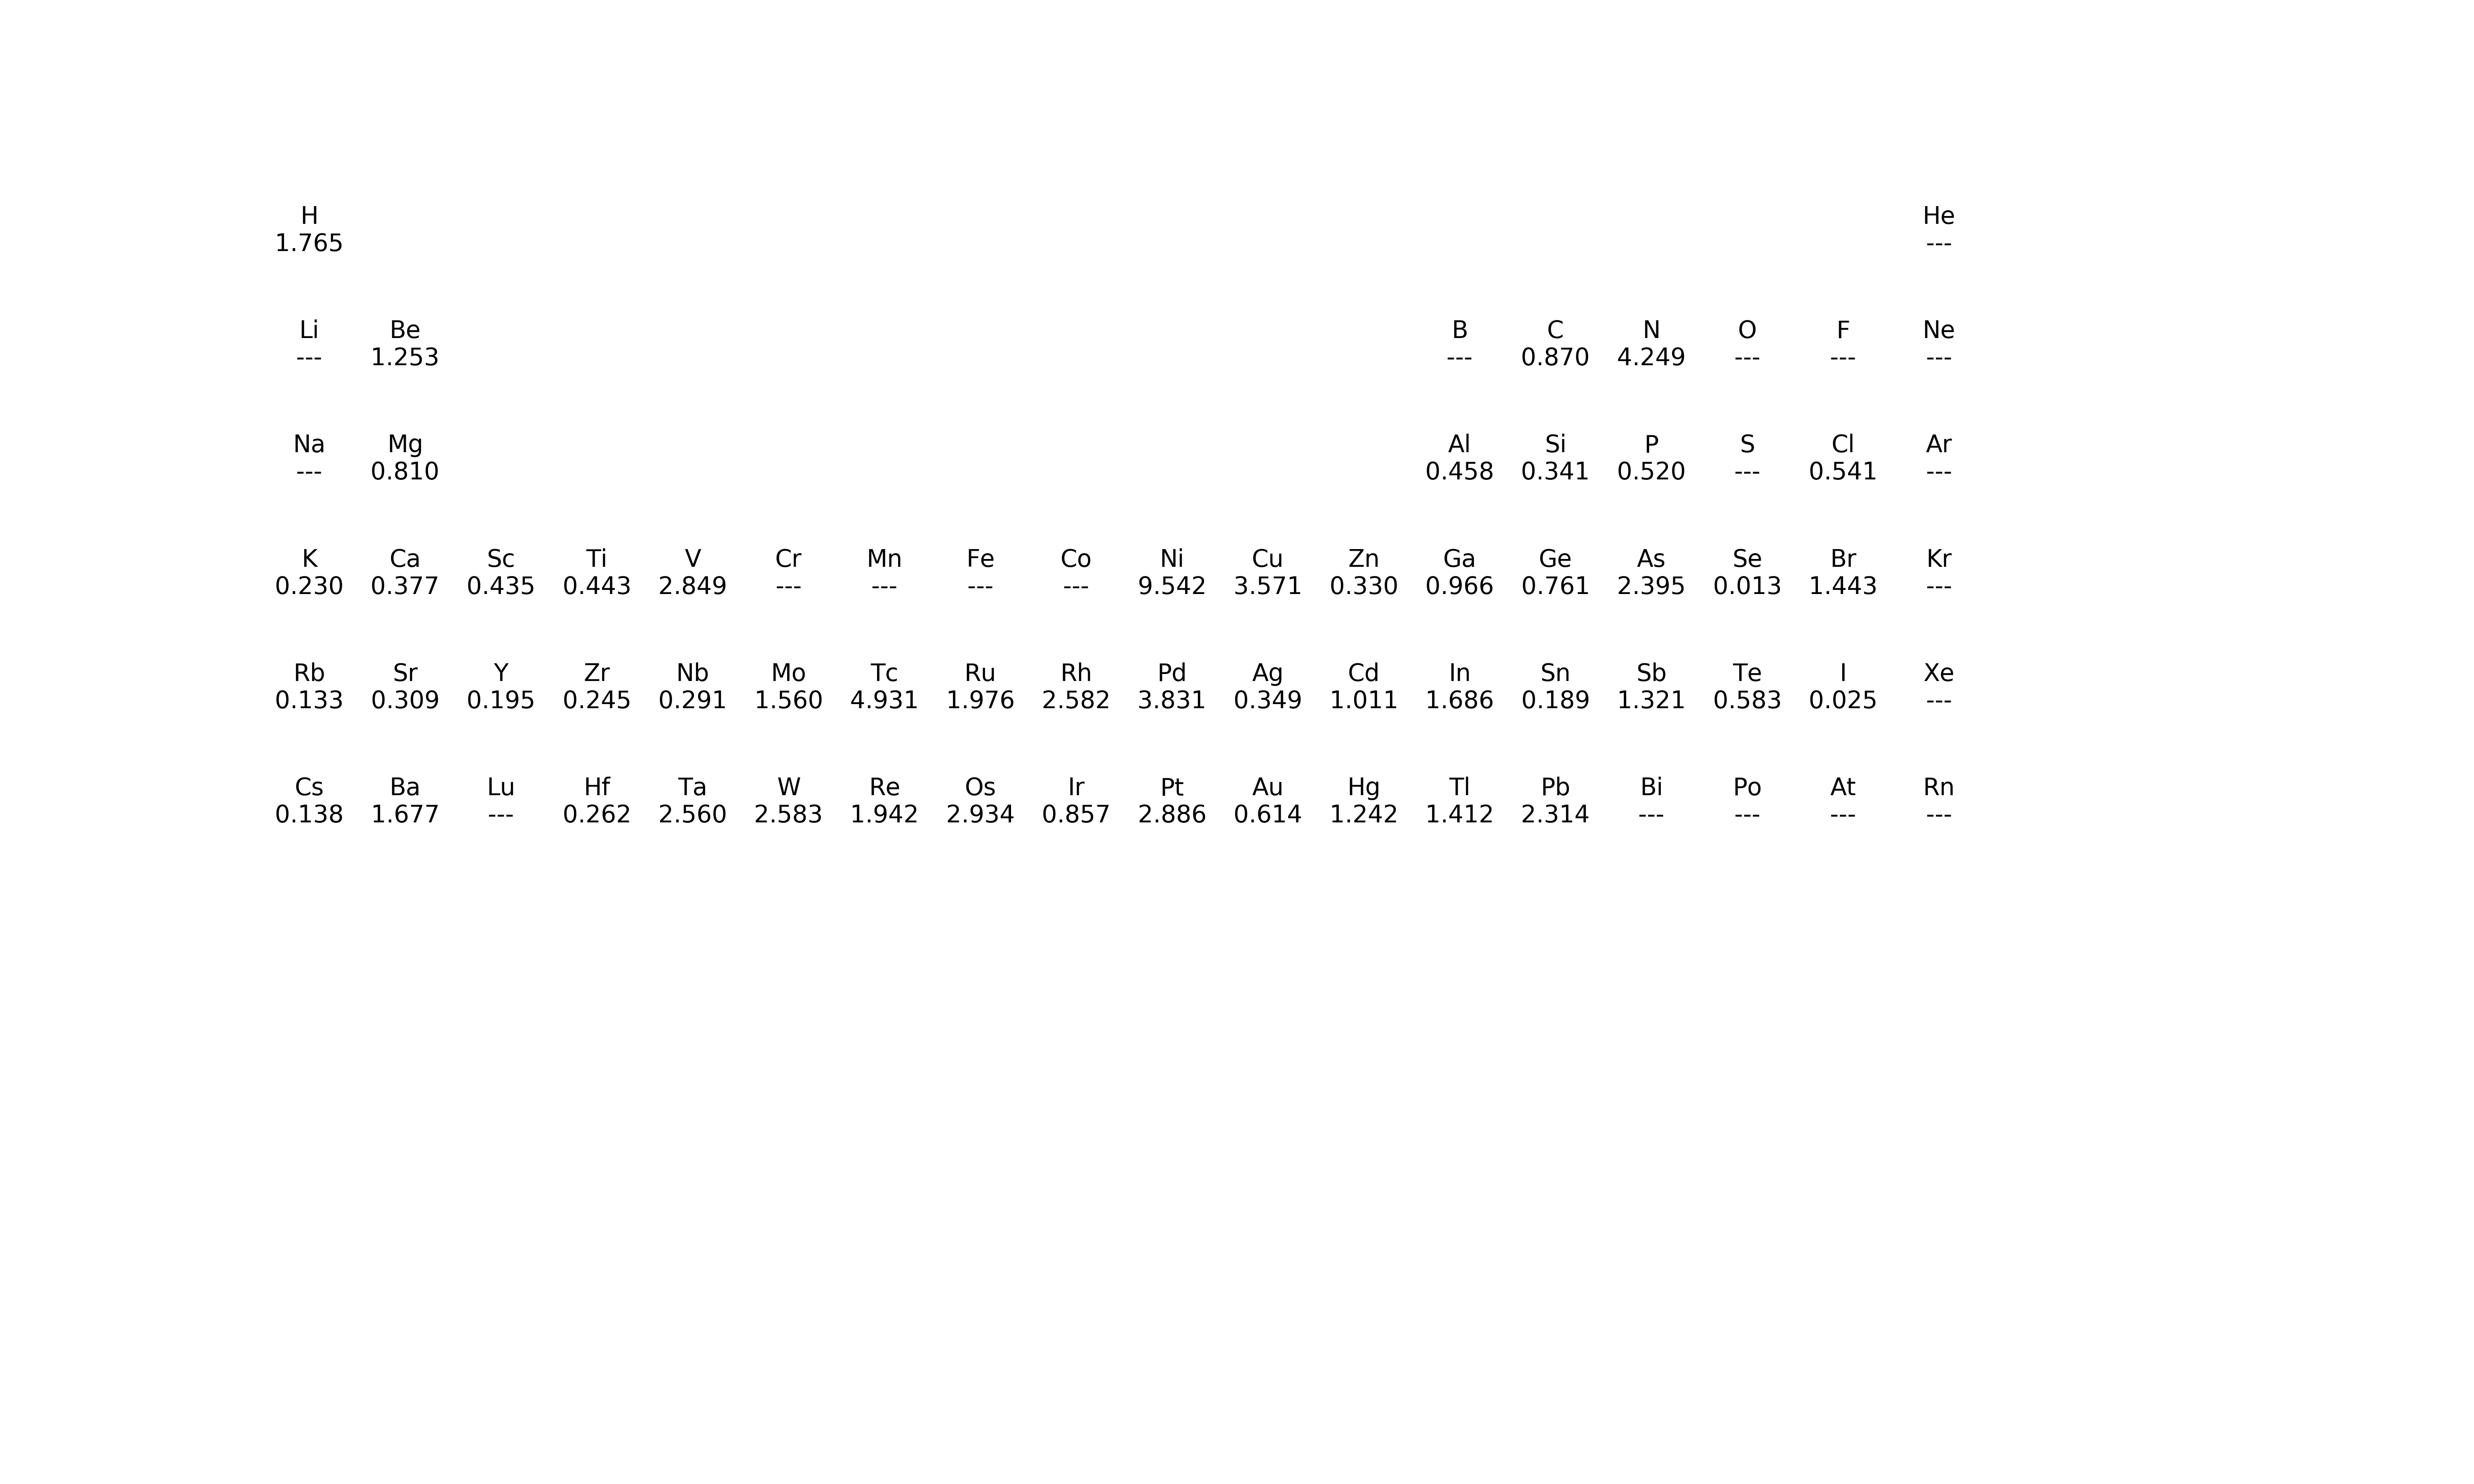 H He
1.765 ---
Li Be B C N O F Ne
--- 1.253 --- 0.870 4.249 --- --- ---
Na Mg Al Si P S Cl Ar
--- 0.810 0.458 0.341 0.520 --- 0.541 ---
K Ca Sc Ti V Cr Mn Fe Co Ni Cu Zn Ga Ge As Se Br Kr
0.230 0.377 0.435 0.443 2.849 --- --- --- --- 9.542 3.571 0.330 0.966 0.761 2.395 0.013 1.443 ---
Rb Sr Y Zr Nb Mo Tc Ru Rh Pd Ag Cd In Sn Sb Te I Xe
0.133 0.309 0.195 0.245 0.291 1.560 4.931 1.976 2.582 3.831 0.349 1.011 1.686 0.189 1.321 0.583 0.025 ---
Cs Ba Lu Hf Ta W Re Os Ir Pt Au Hg Tl Pb Bi Po At Rn
0.138 1.677 --- 0.262 2.560 2.583 1.942 2.934 0.857 2.886 0.614 1.242 1.412 2.314 --- --- --- ---